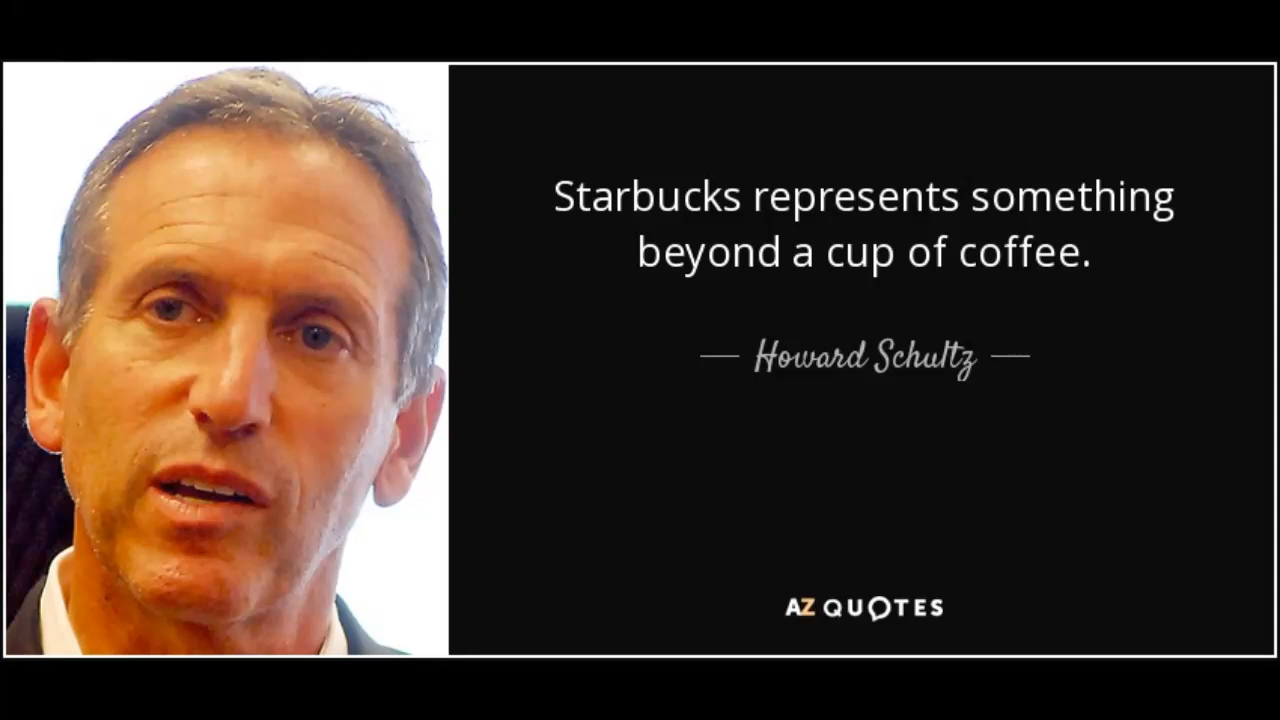 Starbucks represents something
beyond a cup of coffee.
Howard Schultz
AZ QUOTES